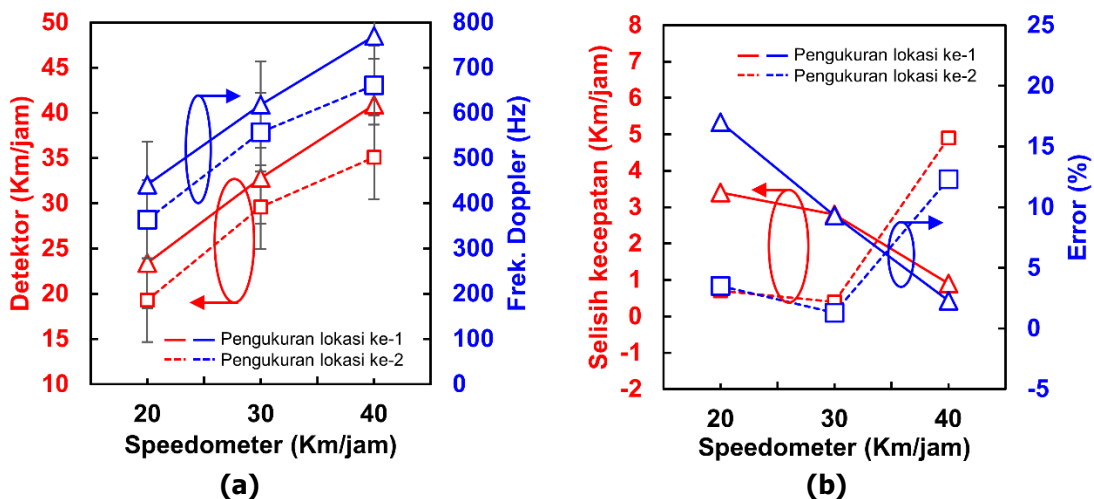 Detektor (Km/jam)
50
45
40
35
30
25
20
15
10
Pengukuran lokasi ke-1
Pengukuran lokasi ke-2
800
700
600
500
400
300
200
100
0
Frek. Doppler (Hz)
20 30 40
Speedometer (Km/jam)
(a)
Selisih kecepatan (Km/jam)
8
7
6
5
4
3
2
1
0
-1
-2
Pengukuran lokasi ke-1
Pengukuran lokasi ke-2
25
20
15
10
5
0
-5
Error (%)
20 30 40
Speedometer (Km/jam)
(b)